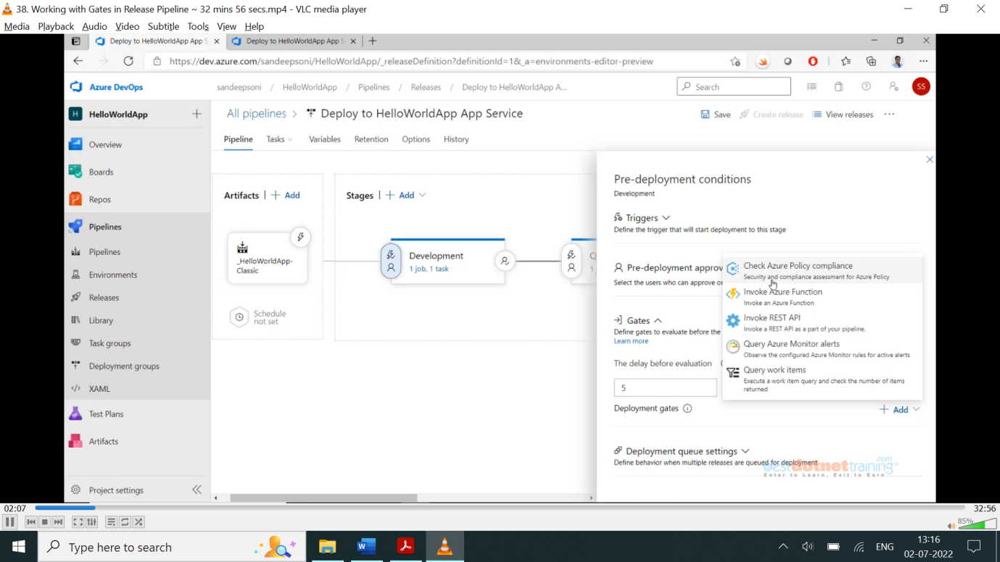 38. Working with Gates in Release Pipeline ~ 32 mins 56 secs.mp4 - VLC media player
Media Playback Audio Video Subtitle Tools View Help
Deploy to HelloWorldApp App S
Deploy to HelloWorldApp App S
https://dev.azure.com/sandeepsoni/HelloWorldApp/_releaseDefinition?definitionId=1&_a=environments-editor-preview
Azure DevOps
sandeepsoni / HelloWorldApp / Pipelines / Releases / Deploy to HelloWorldApp A...
Search
SS
H HelloWorldApp
All pipelines > Deploy to HelloWorldApp App Service
Save Create release View releases
Pipeline Tasks Variables Retention Options History
Overview
Boards
Repos
Pipelines
Pipelines
Environments
Releases
Library
Task groups
Deployment groups
XAML
Test Plans
Artifacts
Project settings
Artifacts | + Add
_HelloWorldApp-
Classic
Schedule
not set
Stages | + Add
Development
1 job, 1 task
Q
1
Pre-deployment conditions
Development
Triggers
Define the trigger that will start deployment to this stage
Pre-deployment approv
Select the users who can approve or
Gates
Define gates to evaluate before the
Learn more
The delay before evaluation
5
Deployment gates
+ Add
Check Azure Policy compliance
Security and compliance assessment for Azure Policy
Invoke Azure Function
Invoke an Azure Function
Invoke REST API
Invoke a REST API as a part of your pipeline.
Query Azure Monitor alerts
Observe the configured Azure Monitor rules for active alerts
Query work items
Execute a work item query and check the number of items
returned
Deployment queue settings
Define behavior when multiple releases are queued for deployment
bestdotnettraining.com
Enter to Learn, Exit to Earn
02:07
32:56
85%
Type here to search
W
ENG
13:16
02-07-2022